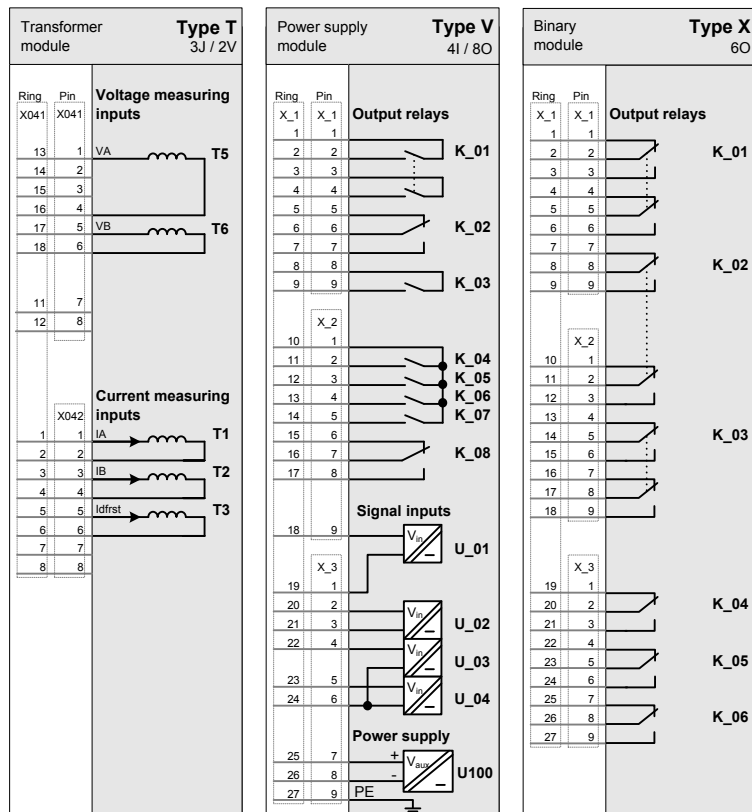 Transformer module Type T 3J / 2V
Ring Pin Voltage measuring inputs
X041 X041
13 1 VA T5
14 2
15 3
16 4
17 5 VB T6
18 6
11 7
12 8
Current measuring inputs
X042
1 1 IA T1
2 2
3 3 IB T2
4 4
5 5 Idfrst T3
6 6
7 7
8 8
Power supply module Type V 4I / 8O
Ring Pin
X_1 X_1 Output relays
1 1
2 2 K_01
3 3
4 4
5 5
6 6 K_02
7 7
8 8
9 9 K_03
X_2
10 1
11 2 K_04
12 3 K_05
13 4 K_06
14 5 K_07
15 6
16 7 K_08
17 8
Signal inputs
18 9 Vin U_01
X_3
19 1
20 2 Vin
21 3 U_02
22 4 Vin U_03
23 5 Vin
24 6 U_04
Power supply
25 7 + Vaux
26 8 - U100
27 9 PE
Binary module Type X 6O
Ring Pin
X_1 X_1 Output relays
1 1
2 2 K_01
3 3
4 4
5 5
6 6
7 7
8 8 K_02
9 9
X_2
10 1
11 2
12 3
13 4
14 5 K_03
15 6
16 7
17 8
18 9
X_3
19 1
20 2 K_04
21 3
22 4
23 5 K_05
24 6
25 7
26 8 K_06
27 9